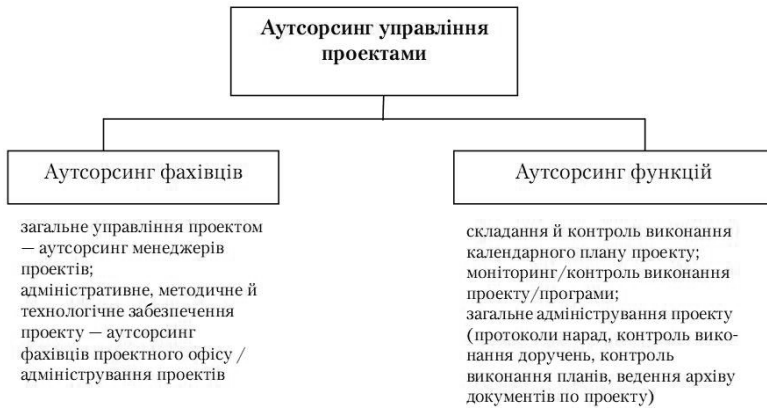 Аутсорсинг управління
проектами
Аутсорсинг фахівців
загальне управління проектом
— аутсорсинг менеджерів
проектів;
адміністративне, методичне й
технологічне забезпечення
проекту — аутсорсинг
фахівців проектного офісу /
адміністрування проектів
Аутсорсинг функцій
складання й контроль виконання
календарного плану проекту;
моніторинг/контроль виконання
проекту/програми;
загальне адміністрування проекту
(протоколи нарад, контроль вико-
нання доручень, контроль
виконання планів, ведення архіву
документів по проекту)